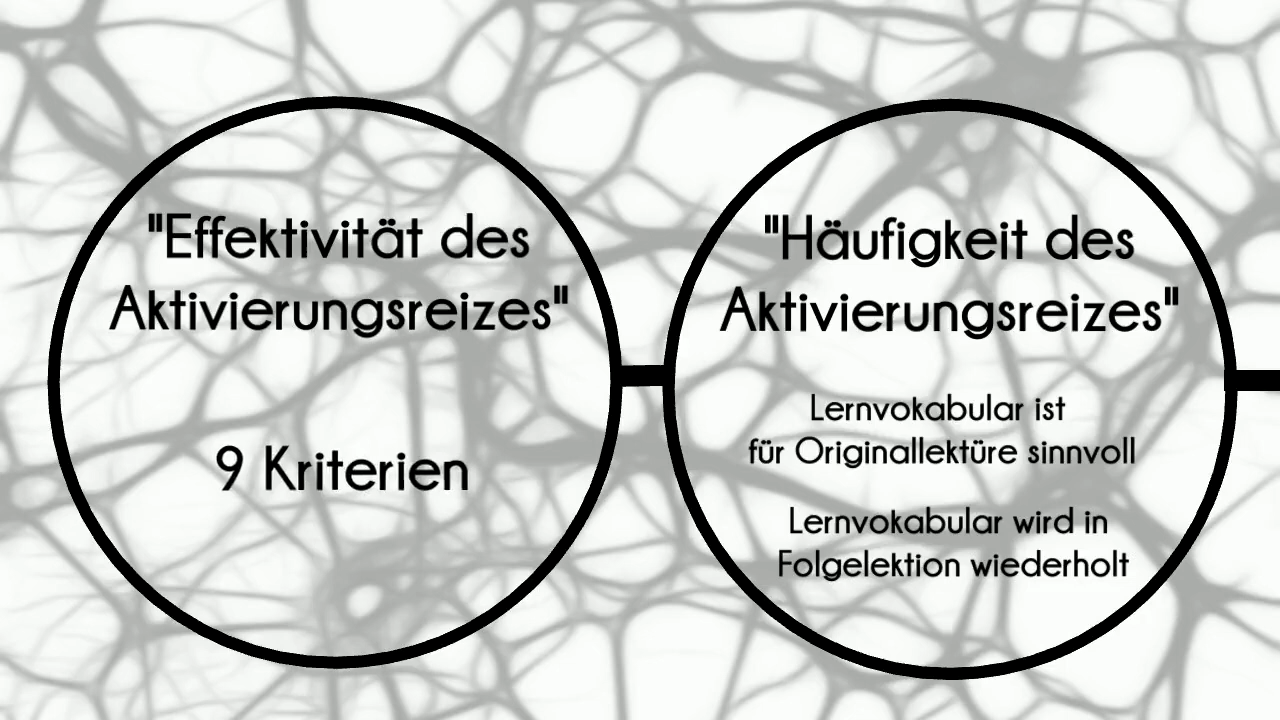 "Effektivität des
Aktivierungsreizes"
9 Kriterien
"Häufigkeit des
Aktivierungsreizes"
Lernvokabular ist
für Originallektüre sinnvoll
Lernvokabular wird in
Folgelektion wiederholt